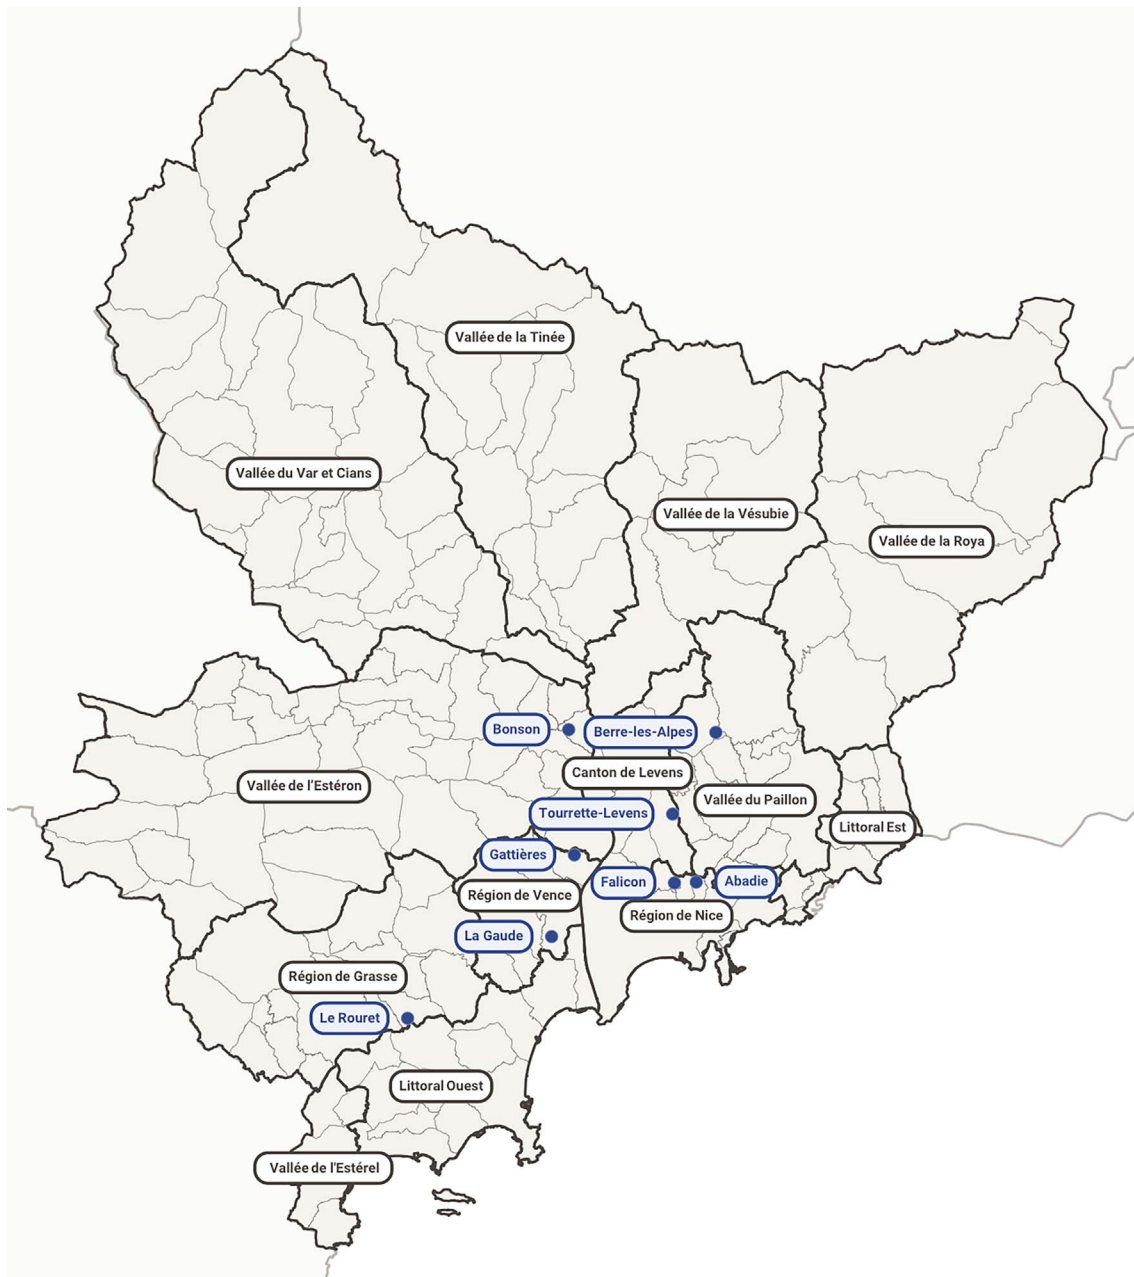 Vallée de la Tinée
Vallée du Var et Cians
Vallée de la Vésubie
Vallée de la Roya
Bonson
Berre-les-Alpes
Canton de Levens
Vallée de l'Estéron
Vallée du Paillon
Tourrette-Levens
Littoral Est
Gattières
Falicon
Abadie
Région de Vence
Région de Nice
La Gaude
Région de Grasse
Le Rouret
Littoral Ouest
Vallée de l'Estérel